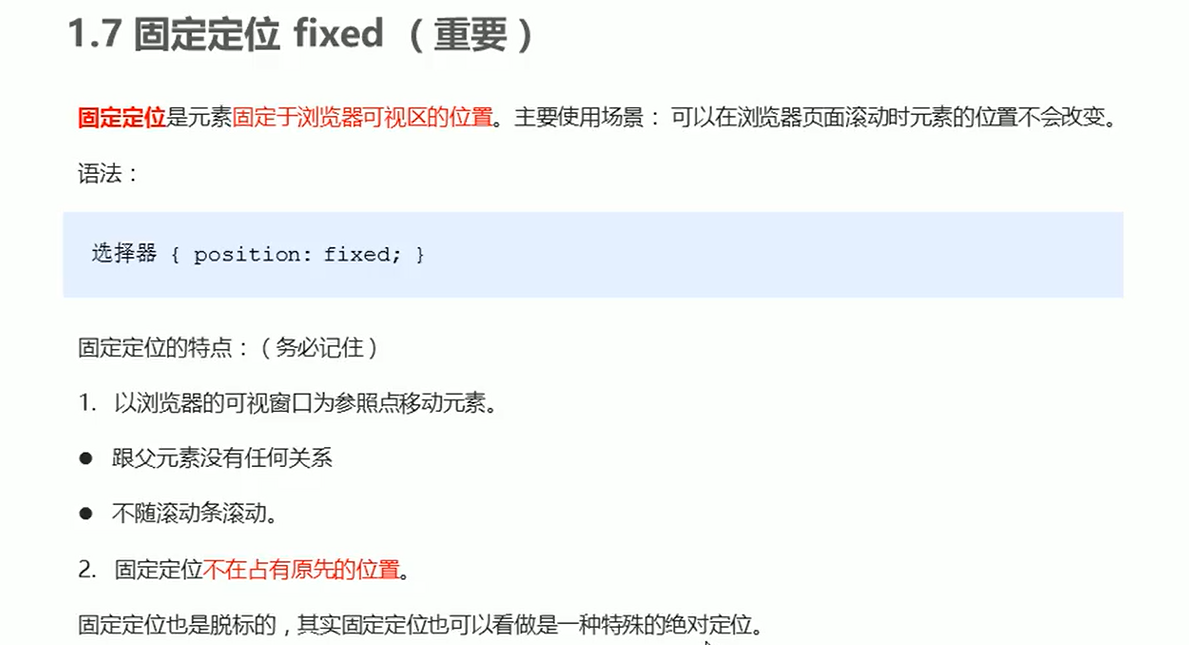 1.7 固定定位 fixed （重要）
固定定位是元素固定于浏览器可视区的位置。主要使用场景： 可以在浏览器页面滚动时元素的位置不会改变。
语法：
选择器 { position: fixed; }
固定定位的特点：（务必记住）
1. 以浏览器的可视窗口为参照点移动元素。
● 跟父元素没有任何关系
● 不随滚动条滚动。
2. 固定定位不在占有原先的位置。
固定定位也是脱标的，其实固定定位也可以看做是一种特殊的绝对定位。